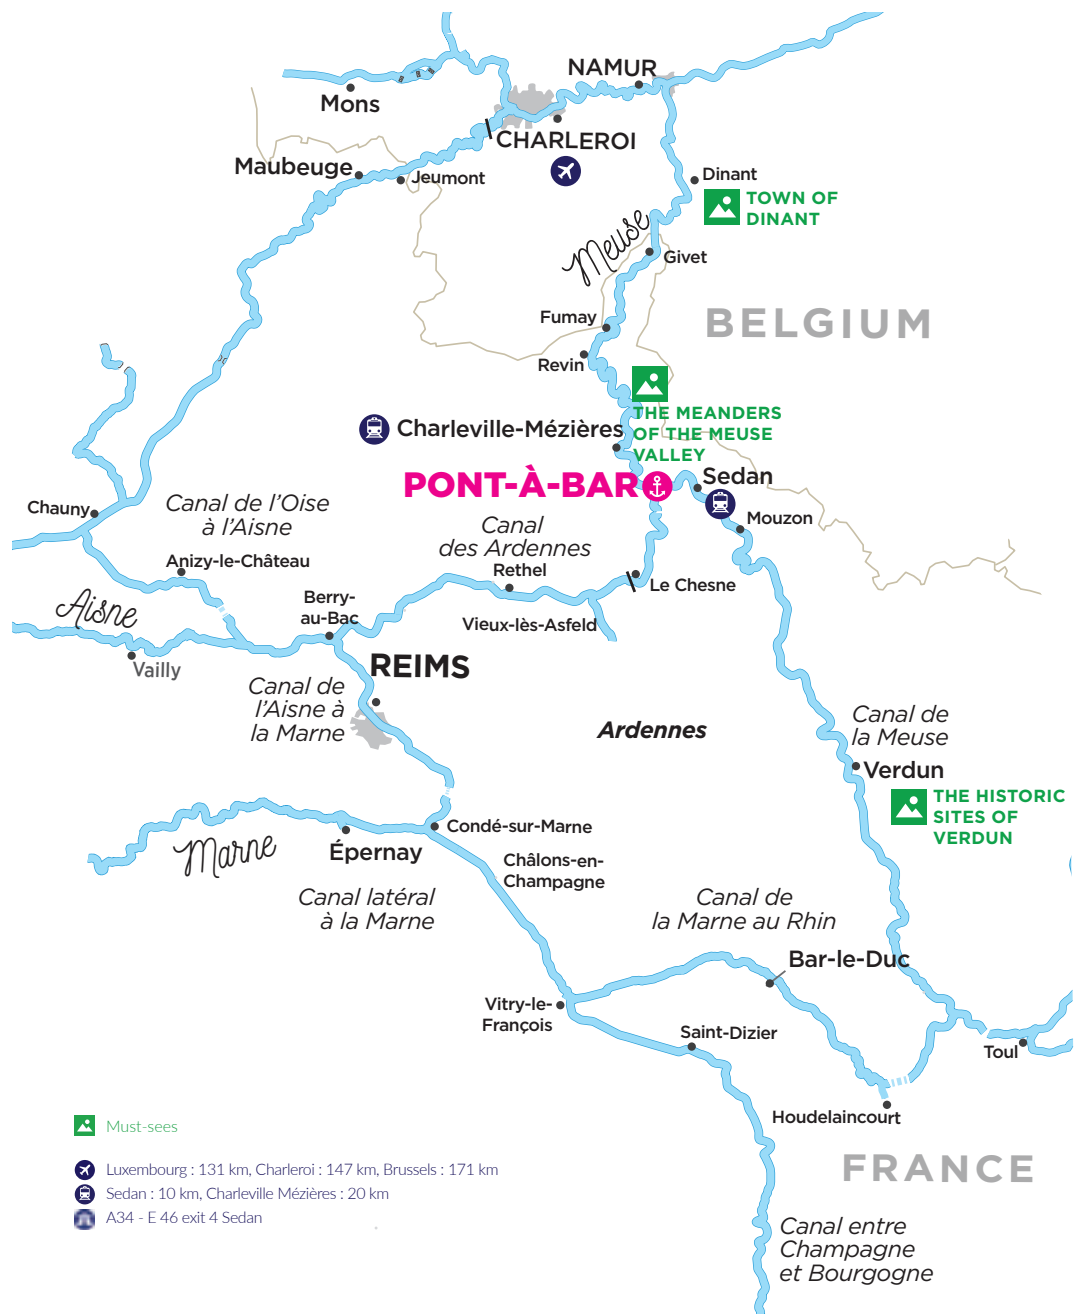 NAMUR
Mons
CHARLEROI
Maubeuge
Jeumont
Dinant
TOWN OF
DINANT
Meuse
Givet
BELGIUM
Fumay
Revin
THE MEANDERS
OF THE MEUSE
VALLEY
Charleville-Mézières
PONT-À-BAR
Sedan
Mouzon
Chauny
Canal de l’Oise
à l’Aisne
Canal
des Ardennes
Anizy-le-Château
Rethel
Le Chesne
Aisne
Berry-
au-Bac
Vieux-lès-Asfeld
Vailly
REIMS
Canal de
l’Aisne à
la Marne
Ardennes
Canal de
la Meuse
Verdun
THE HISTORIC
SITES OF
VERDUN
Condé-sur-Marne
Marne
Épernay
Châlons-en-
Champagne
Canal latéral
à la Marne
Canal de
la Marne au Rhin
Bar-le-Duc
Vitry-le-
François
Saint-Dizier
Toul
Houdelaincourt
FRANCE
Canal entre
Champagne
et Bourgogne
Must-sees
Luxembourg : 131 km, Charleroi : 147 km, Brussels : 171 km
Sedan : 10 km, Charleville Mézières : 20 km
A34 - E 46 exit 4 Sedan